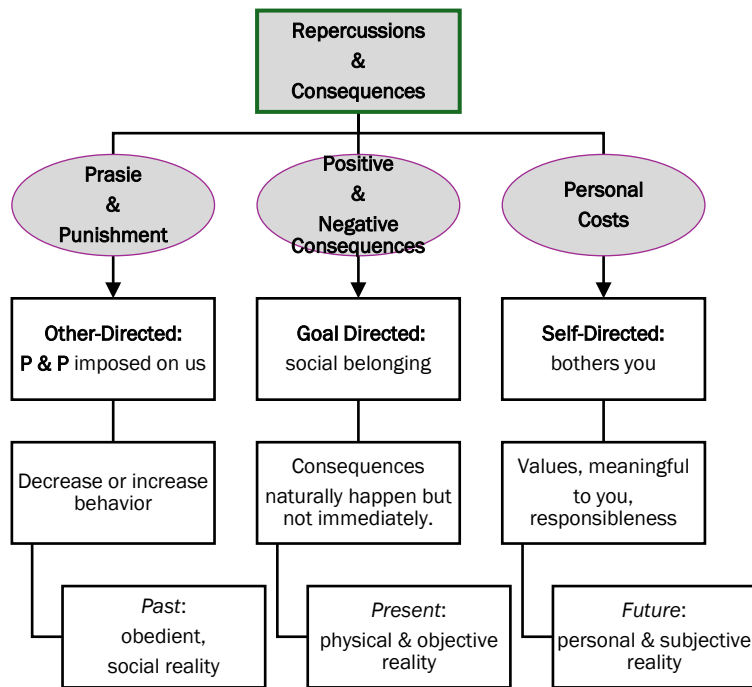 Repercussions
&
Consequences
Prasie
&
Punishment
Positive
&
Negative
Consequences
Personal
Costs
Other-Directed:
P & P imposed on us
Goal Directed:
social belonging
Self-Directed:
bothers you
Decrease or increase
behavior
Consequences
naturally happen but
not immediately.
Values, meaningful
to you,
responsibleness
Past:
obedient,
social reality
Present:
physical & objective
reality
Future:
personal & subjective
reality